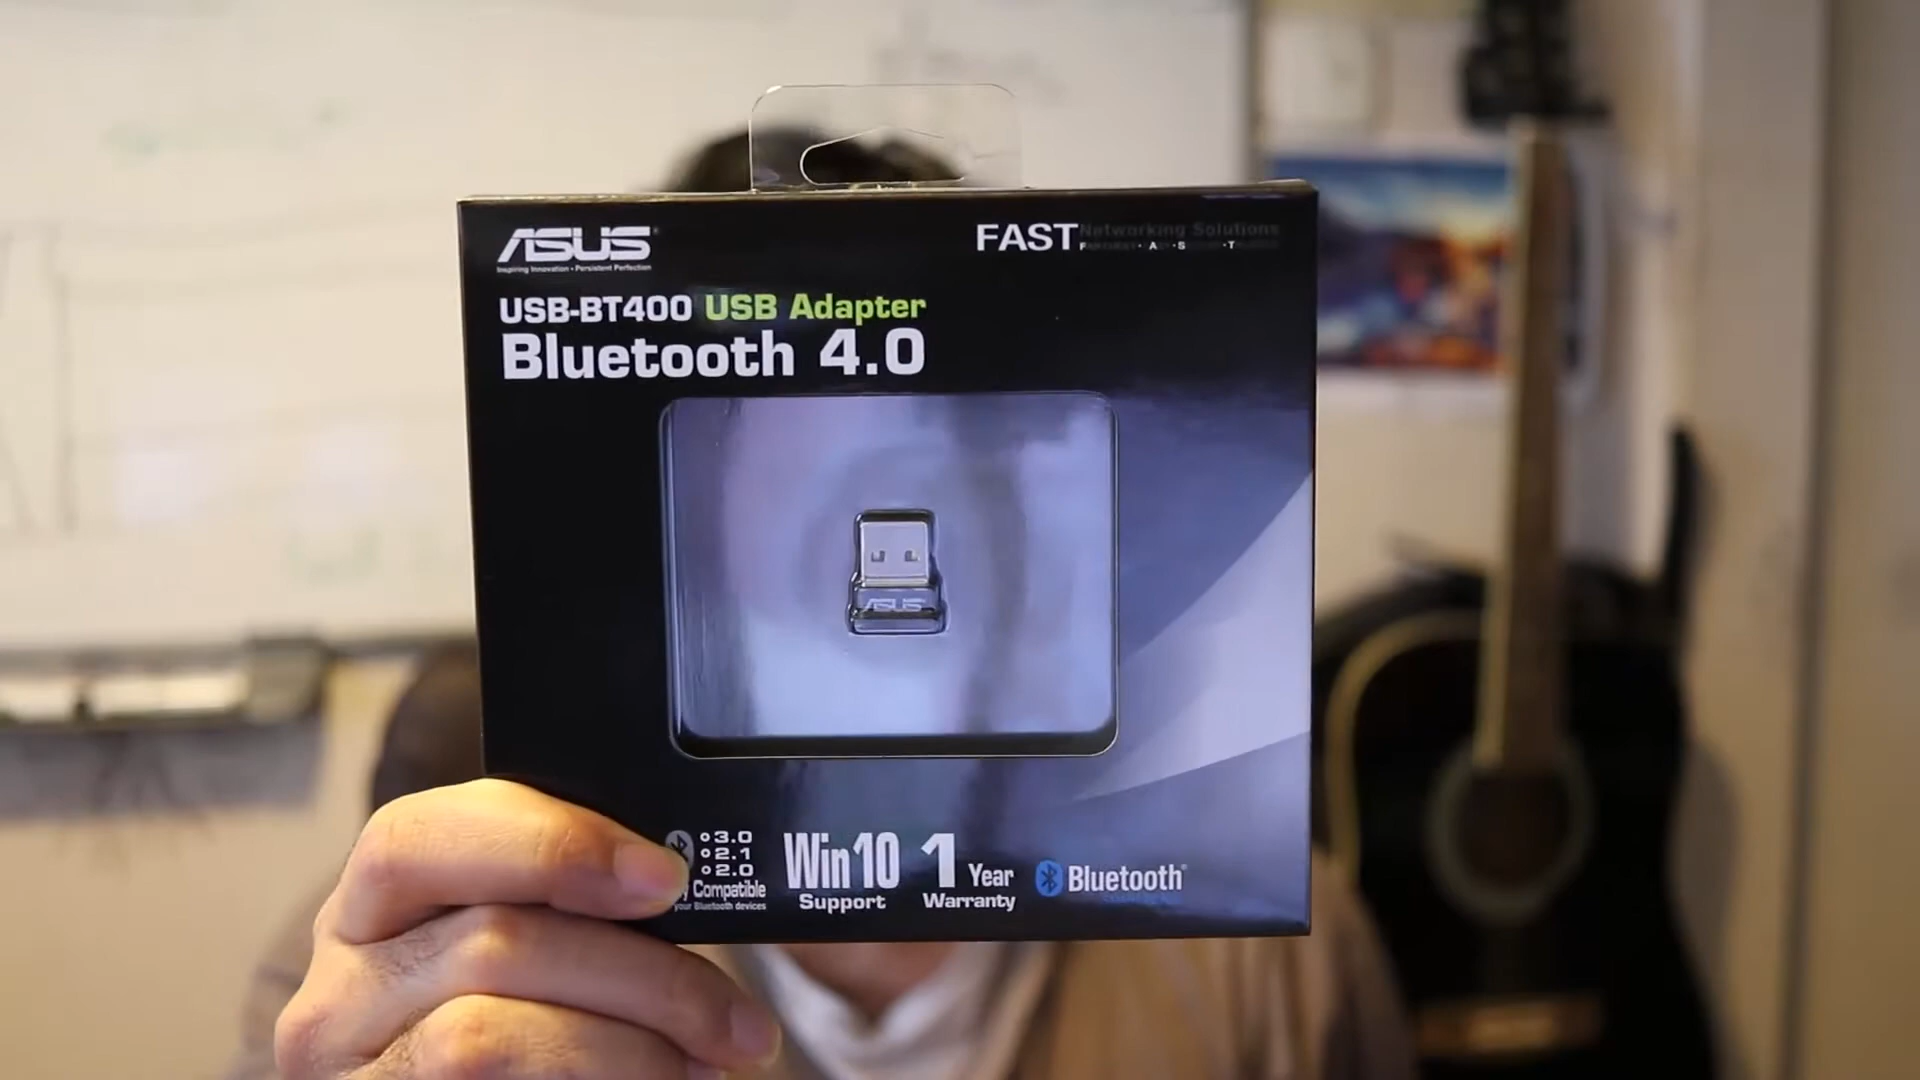 ASUS
Inspiring Innovation • Persistent Perfection
FAST Networking Solutions
USB-BT400 USB Adapter
Bluetooth 4.0
ASUS
3.0
2.1
2.0
Compatible
your Bluetooth devices
Win10
Support
1 Year
Warranty
Bluetooth®